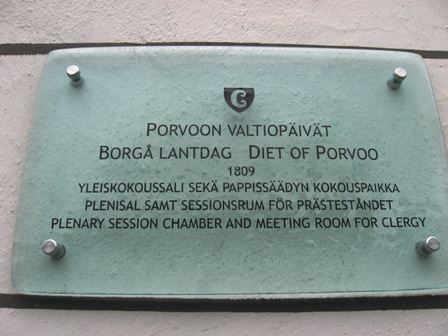 C
PORVOON VALTIOPÄIVÄT
BORGÅ LANTDAG DIET OF PORVOO
1809
YLEISKOKOUSSALI SEKÄ PAPPISSÄÄDYN KOKOUSPAIKKA
PLENISAL SAMT SESSIONSRUM FÖR PRÄSTESTÅNDET
PLENARY SESSION CHAMBER AND MEETING ROOM FOR CLERGY